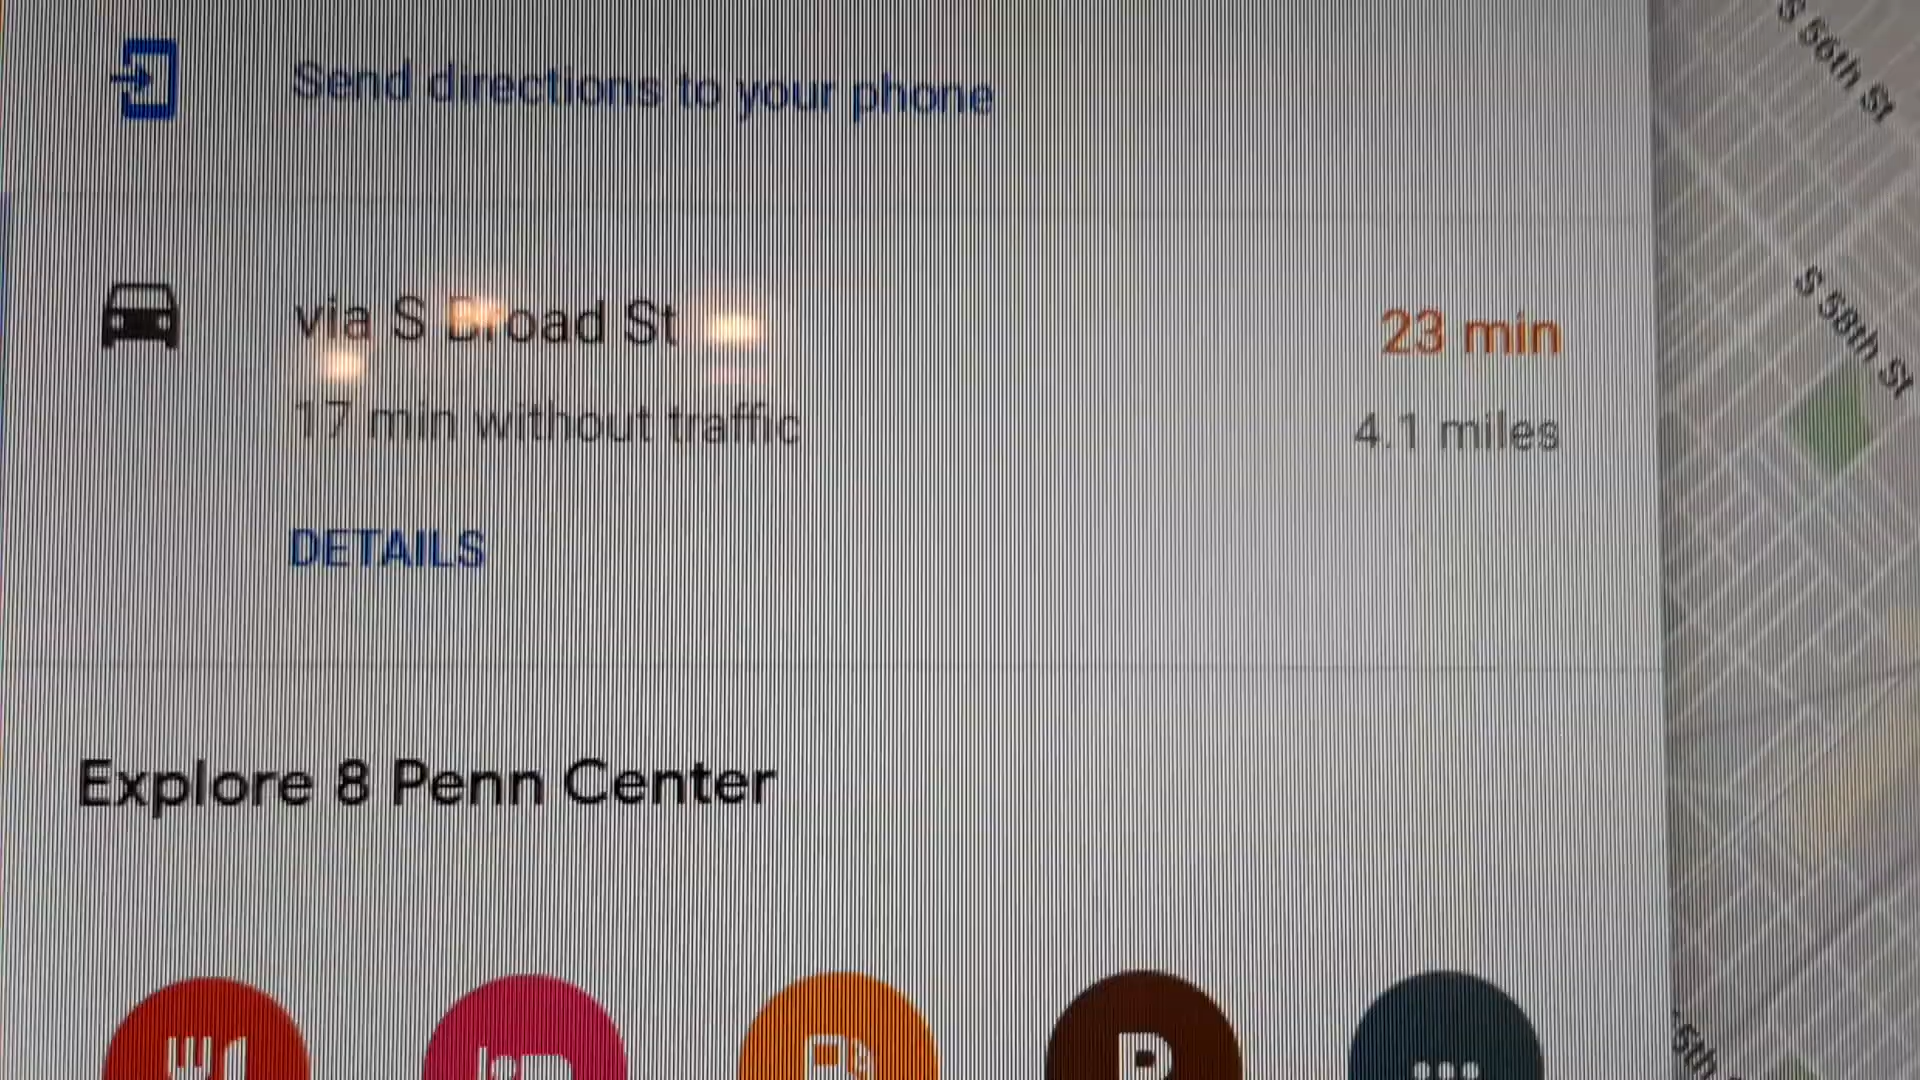 Send directions to your phone
via S Broad St
23 min
17 min without traffic
4.1 miles
DETAILS
Explore 8 Penn Center
P
S 56th St
S 58th St